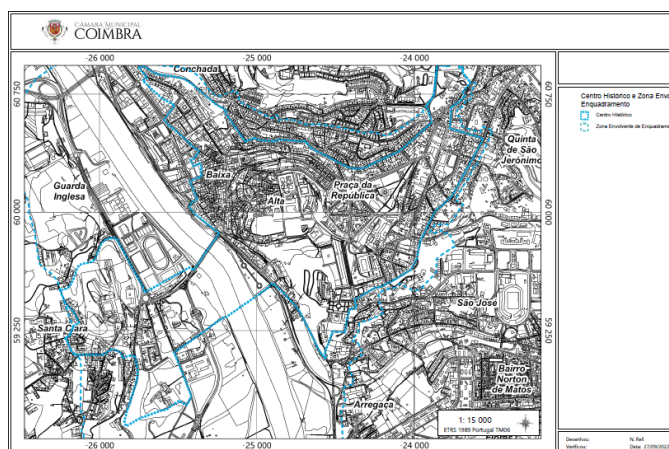 CÂMARA MUNICIPAL
COIMBRA
-26 000
-25 000
-24 000
60 750
60 750
Conchada
Centro Histórico e Zona Envo
Enquadramento
Centro Histórico
Zona Envolvente de Enquadrame
Quinta
de São
Jerónimo
Baixa
Guarda
Inglesa
Alta
Praça da
República
60 000
60 000
São José
Santa Clara
59 250
59 250
Bairro
Norton
de Matos
Arregaça
1: 15 000
ETRS 1989 Portugal TM06
-26 000
-25 000
-24 000
Desenhou:
N. Ref:
Verificou:
Data: 27/09/2022